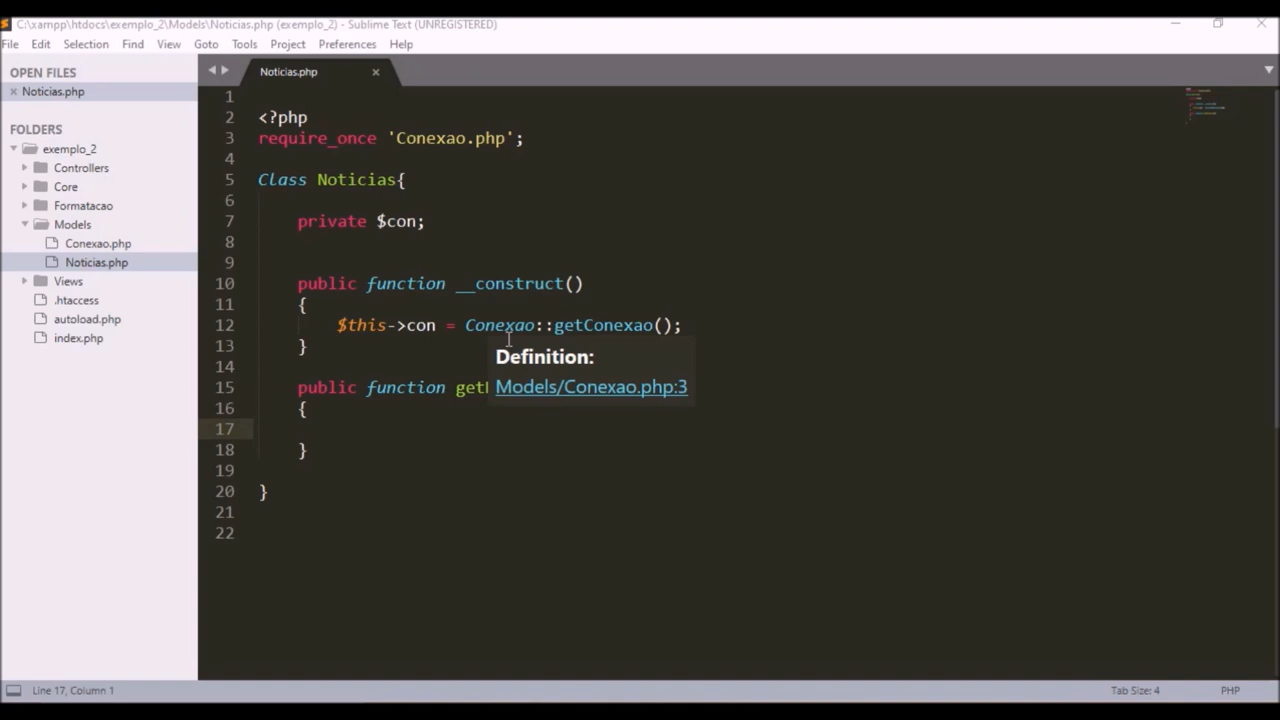 C:\xampp\htdocs\exemplo_2\Models\Noticias.php (exemplo_2) - Sublime Text (UNREGISTERED)
File Edit Selection Find View Goto Tools Project Preferences Help
OPEN FILES
Noticias.php
FOLDERS
exemplo_2
Controllers
Core
Formatacao
Models
Conexao.php
Noticias.php
Views
.htaccess
autoload.php
index.php
Noticias.php
1
2 <?php
3 require_once 'Conexao.php';
4
5 Class Noticias{
6
7 private $con;
8
9
10 public function __construct()
11 {
12 $this->con = Conexao::getConexao();
13 }
14
15 public function get
16 {
17
18 }
19
20 }
21
22
Definition:
Models/Conexao.php:3
Line 17, Column 1
Tab Size: 4
PHP